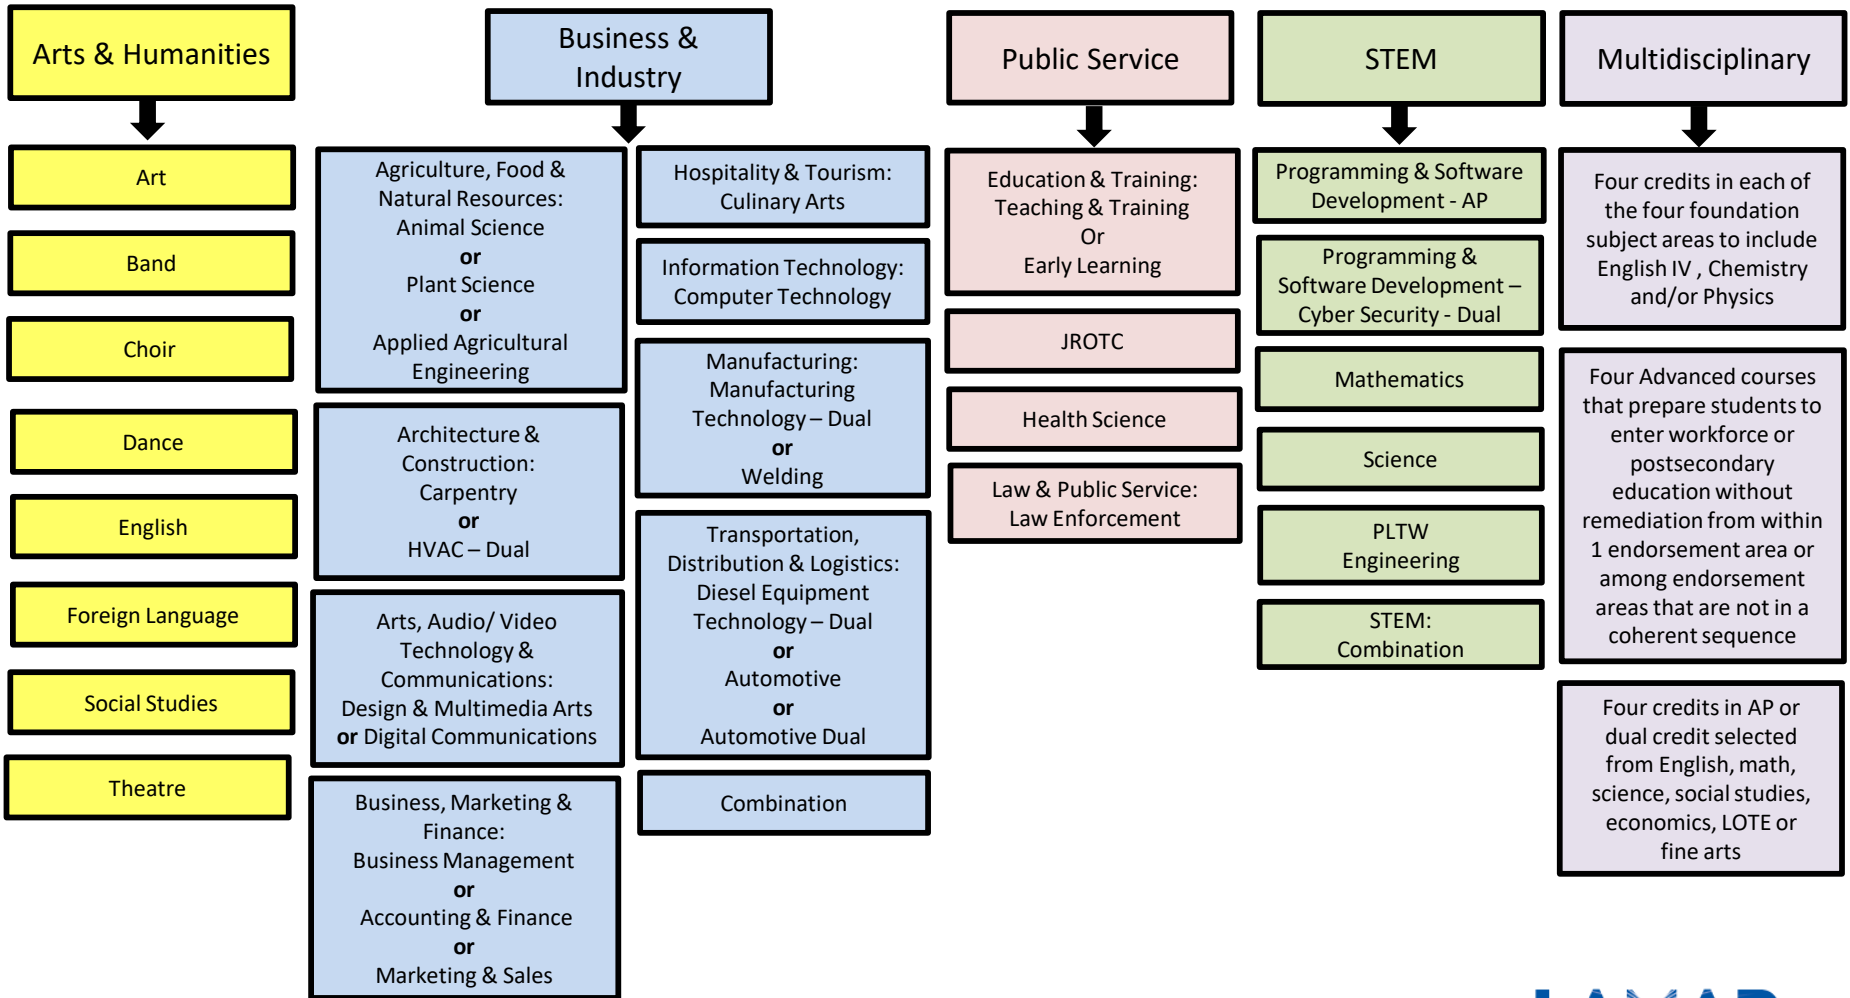 Arts & Humanities
Art
Band
Choir
Dance
English
Foreign Language
Social Studies
Theatre
Business &
Industry
Agriculture, Food &
Natural Resources:
Animal Science
or
Plant Science
or
Applied Agricultural
Engineering
Architecture &
Construction:
Carpentry
or
HVAC – Dual
Arts, Audio/ Video
Technology &
Communications:
Design & Multimedia Arts
or Digital Communications
Business, Marketing &
Finance:
Business Management
or
Accounting & Finance
or
Marketing & Sales
Hospitality & Tourism:
Culinary Arts
Information Technology:
Computer Technology
Manufacturing:
Manufacturing
Technology – Dual
or
Welding
Transportation,
Distribution & Logistics:
Diesel Equipment
Technology – Dual
or
Automotive
or
Automotive Dual
Combination
Public Service
Education & Training:
Teaching & Training
Or
Early Learning
JROTC
Health Science
Law & Public Service:
Law Enforcement
STEM
Programming & Software
Development - AP
Programming &
Software Development –
Cyber Security - Dual
Mathematics
Science
PLTW
Engineering
STEM:
Combination
Multidisciplinary
Four credits in each of
the four foundation
subject areas to include
English IV , Chemistry
and/or Physics
Four Advanced courses
that prepare students to
enter workforce or
postsecondary
education without
remediation from within
1 endorsement area or
among endorsement
areas that are not in a
coherent sequence
Four credits in AP or
dual credit selected
from English, math,
science, social studies,
economics, LOTE or
fine arts